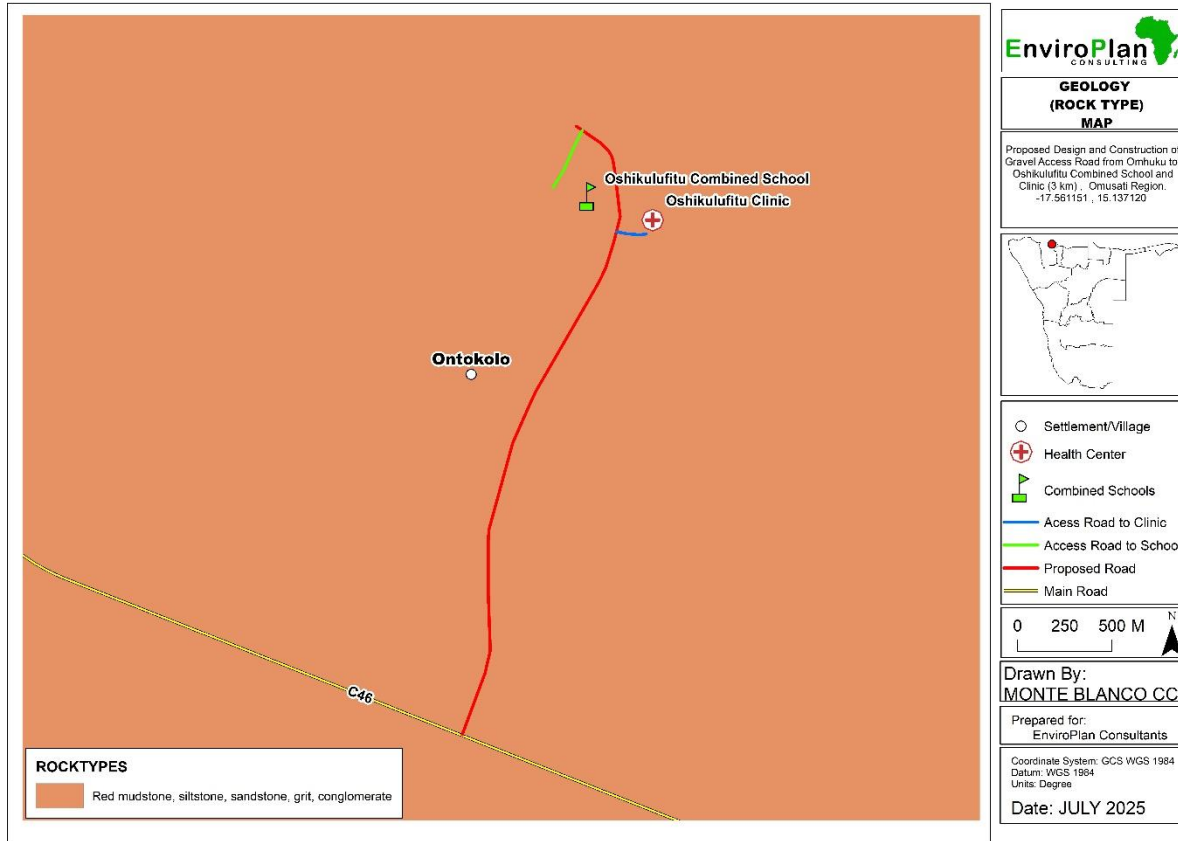 Oshikulufitu Combined School
Oshikulufitu Clinic
Ontokolo
C46
ROCKTYPES
Red mudstone, siltstone, sandstone, grit, conglomerate
EnviroPlan
CONSULTING
GEOLOGY
(ROCK TYPE)
MAP
Proposed Design and Construction of
Gravel Access Road from Omhuku to
Oshikulufitu Combined School and
Clinic (3 km) , Omusati Region.
-17.561151 , 15.137120
Settlement/Village
Health Center
Combined Schools
Acess Road to Clinic
Access Road to School
Proposed Road
Main Road
0 250 500 M
N
Drawn By:
MONTE BLANCO CC
Prepared for:
EnviroPlan Consultants
Coordinate System: GCS WGS 1984
Datum: WGS 1984
Units: Degree
Date: JULY 2025